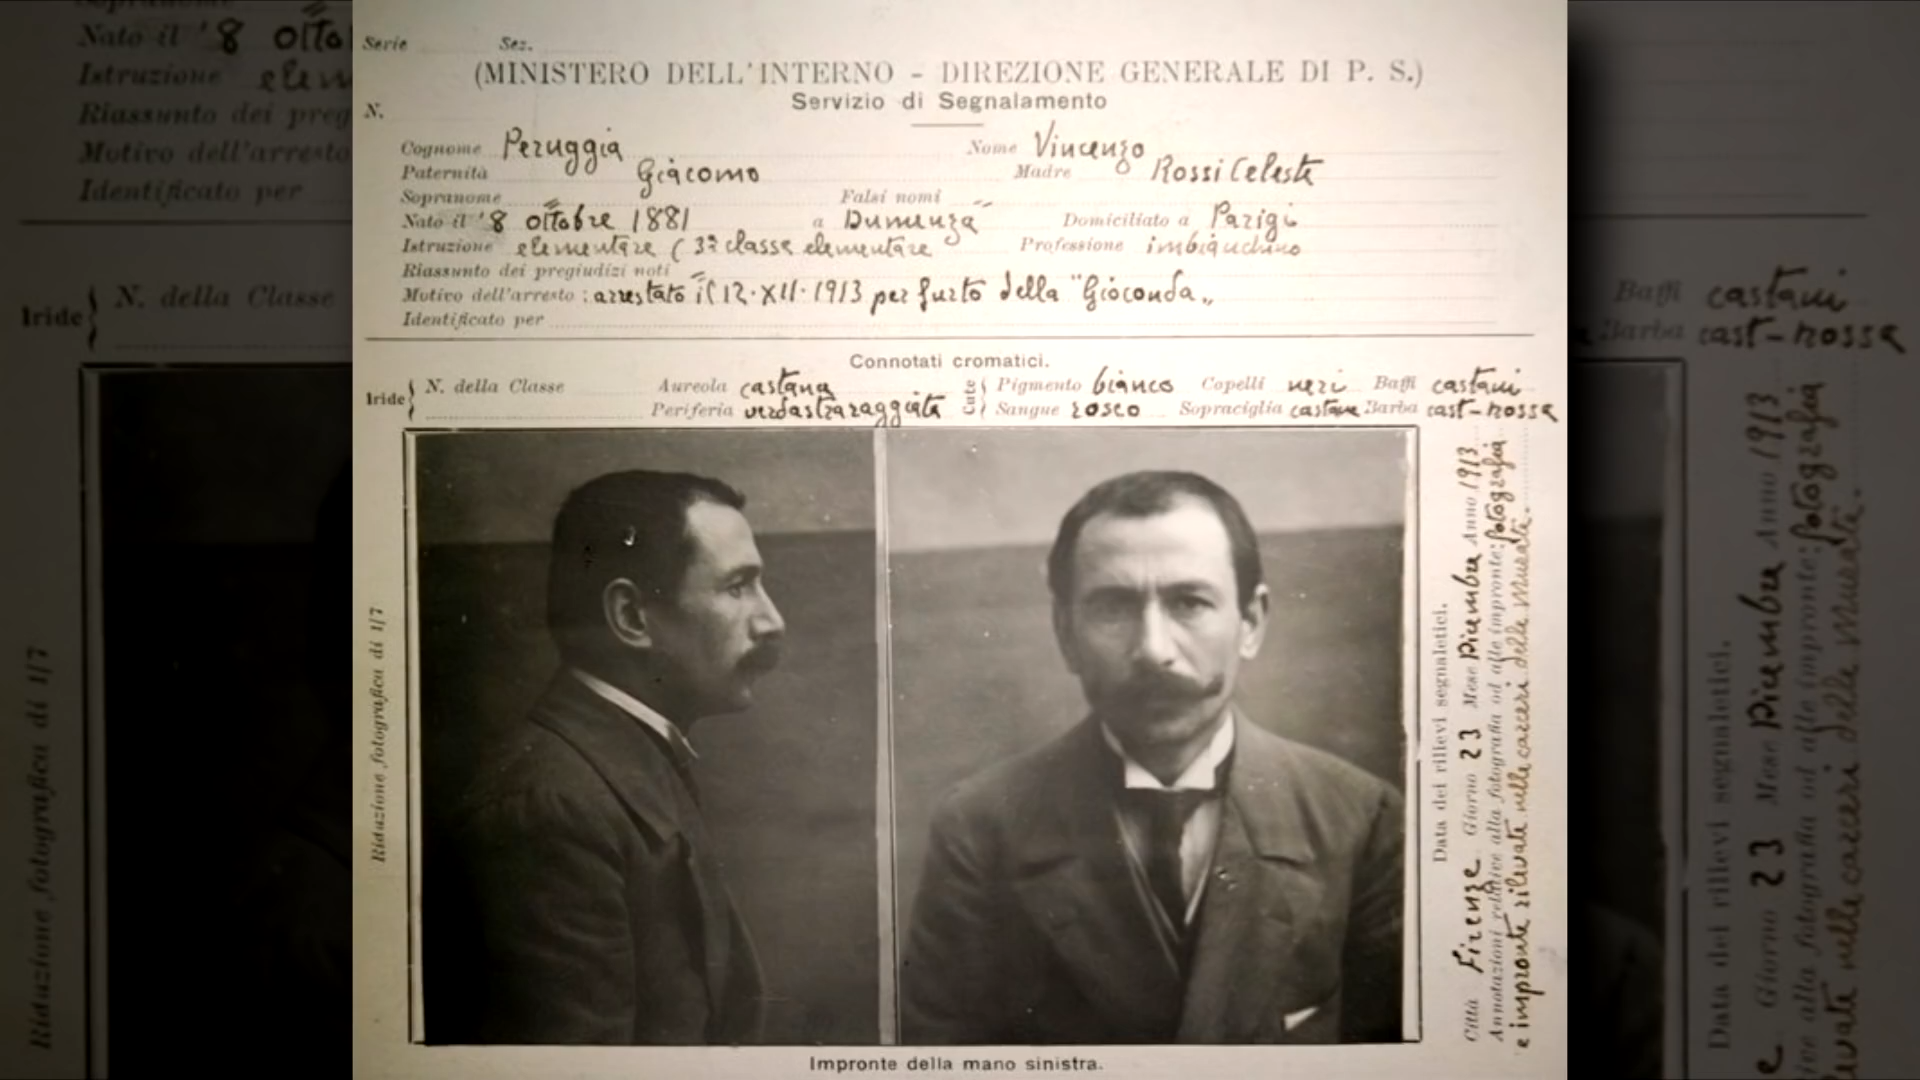 Serie Sez.
(MINISTERO DELL'INTERNO - DIREZIONE GENERALE DI P. S.)
Servizio di Segnalamento
N.
Cognome Peruggia Nome Vincenzo
Paternità Giacomo Madre Rossi Celeste
Soprannome Falsi nomi
Nato il 8 ottobre 1881 a Dumenza Domiciliato a Parigi
Istruzione elementare (3ª classe elementare Professione imbianchino
Riassunto dei pregiudizi noti
Motivo dell'arresto: arrestato il 12·XII·1913 per furto della "Gioconda"
Identificato per
Connotati cromatici.
Iride N. della Classe Aureola castana Cute Pigmento bianco Capelli neri Baffi castani
Periferia verdastra raggiata Sangue roseo Sopraciglia castane Barba cast-rossa
Riduzione fotografica di 1/7
Data dei rilievi segnaletici.
Città Firenze Giorno 23 Mese Dicembre Anno 1913
Annotazioni relative alla fotografia od alle impronte: fotografia
e impronte rilevate nelle carceri delle Murate.
Impronte della mano sinistra.